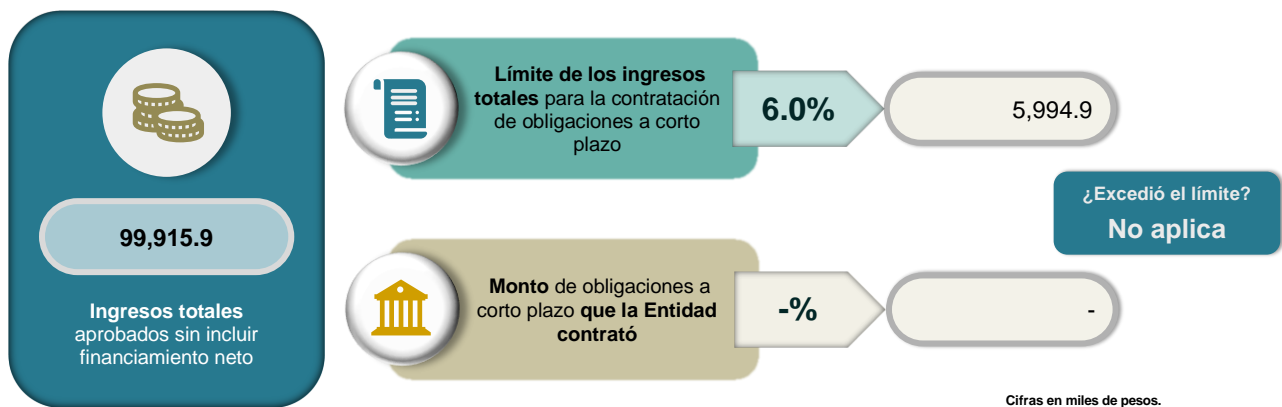 99,915.9
Ingresos totales
aprobados sin incluir
financiamiento neto
Límite de los ingresos
totales para la contratación
de obligaciones a corto
plazo
6.0%
5,994.9
¿Excedió el límite?
No aplica
Monto de obligaciones a
corto plazo que la Entidad
contrató
-%
-
Cifras en miles de pesos.